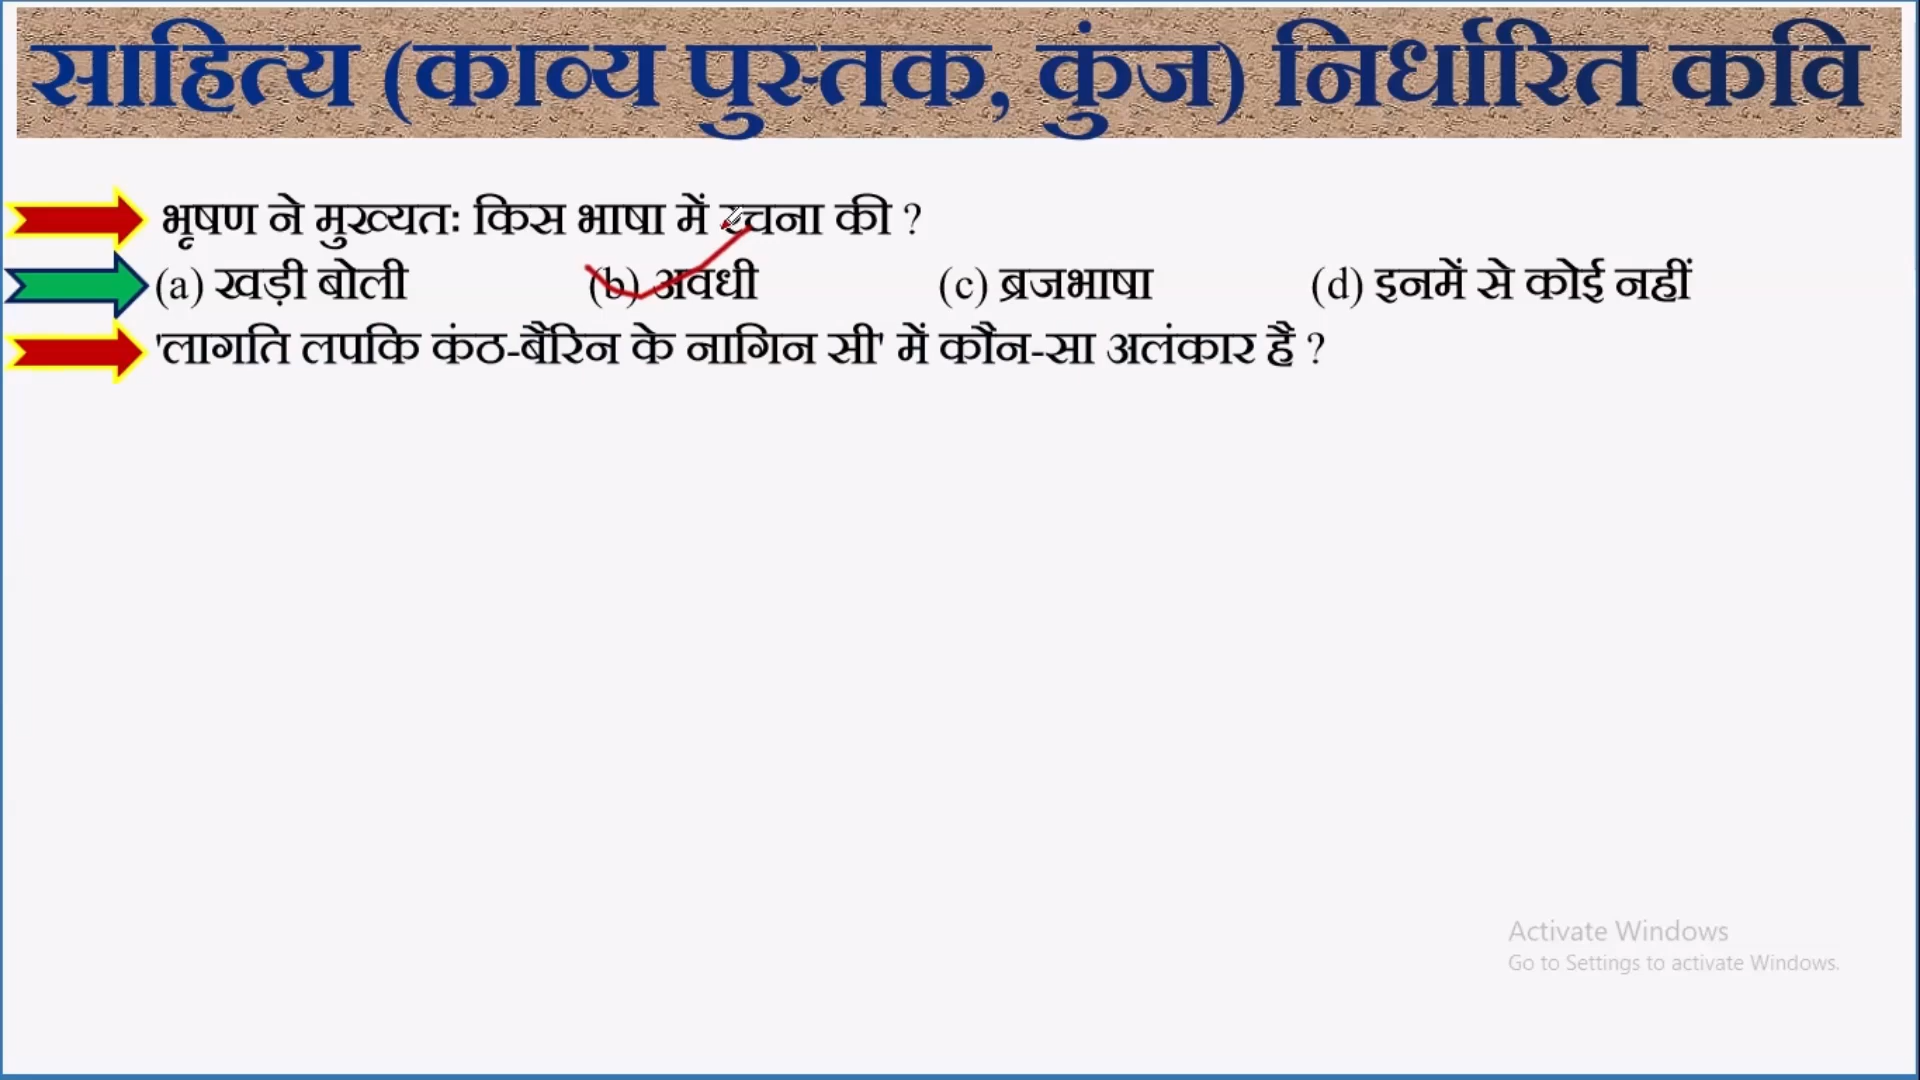 साहित्य (काव्य पुस्तक, कुंज) निर्धारित कवि
भूषण ने मुख्यतः किस भाषा में रचना की ?
(a) खड़ी बोली (b) अवधी (c) ब्रजभाषा (d) इनमें से कोई नहीं
'लागति लपकि कंठ-बैरिन के नागिन सी' में कौन-सा अलंकार है ?
Activate Windows
Go to Settings to activate Windows.